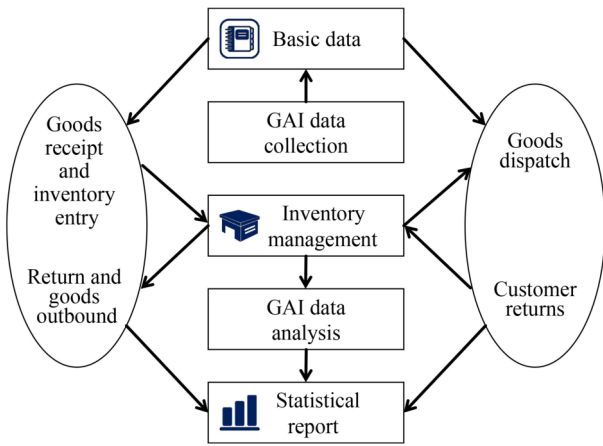 Basic data
GAI data
collection
Goods
receipt
and
inventory
entry
Goods
dispatch
Inventory
management
Return and
goods
outbound
GAI data
analysis
Customer
returns
Statistical
report